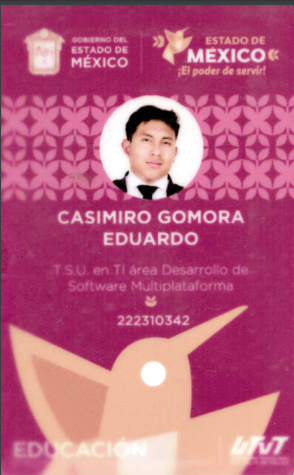 GOBIERNO DEL
ESTADO DE
MÉXICO
ESTADO DE
MÉXICO
¡El poder de servir!
CASIMIRO GOMORA
EDUARDO
T.S.U. en TI área Desarrollo de
Software Multiplataforma
222310342
EDUCACIÓN
UTVT